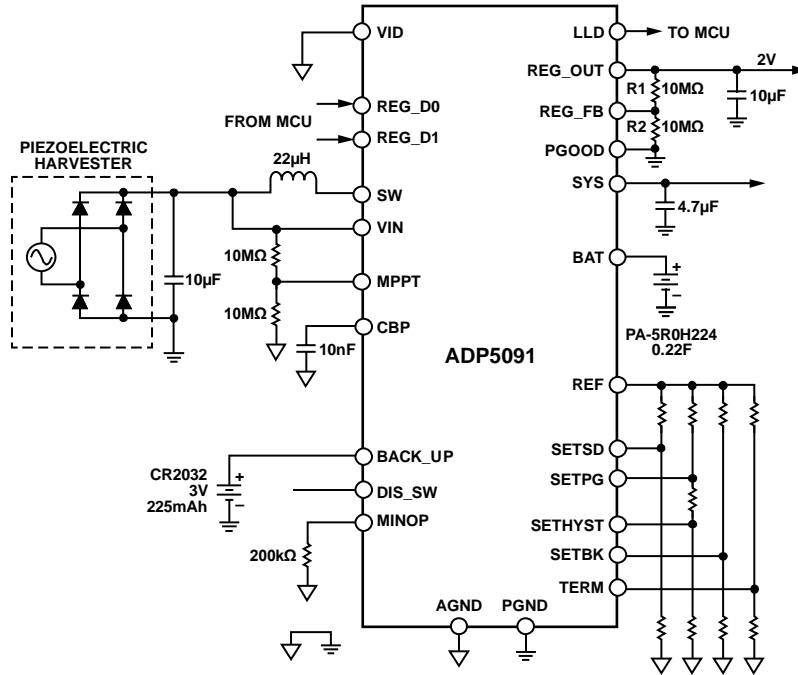 VID
LLD
TO MCU
REG_OUT
2V
R1
10MΩ
10µF
REG_D0
REG_FB
FROM MCU
R2
10MΩ
REG_D1
PGOOD
PIEZOELECTRIC
HARVESTER
22µH
SW
SYS
4.7µF
VIN
10MΩ
BAT
+
–
10µF
MPPT
10MΩ
CBP
10nF
PA-5R0H224
0.22F
ADP5091
REF
BACK_UP
SETSD
CR2032
3V
225mAh
+
–
DIS_SW
SETPG
MINOP
SETHYST
200kΩ
SETBK
TERM
AGND
PGND